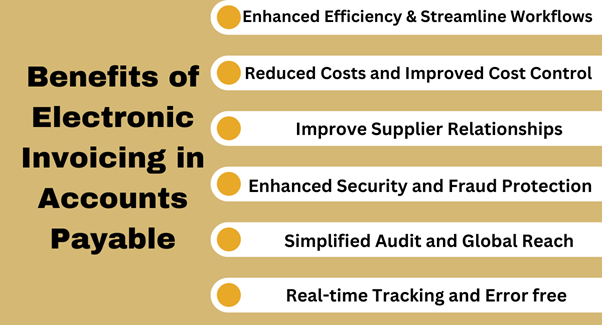 Benefits of
Electronic
Invoicing in
Accounts
Payable
Enhanced Efficiency & Streamline Workflows
Reduced Costs and Improved Cost Control
Improve Supplier Relationships
Enhanced Security and Fraud Protection
Simplified Audit and Global Reach
Real-time Tracking and Error free